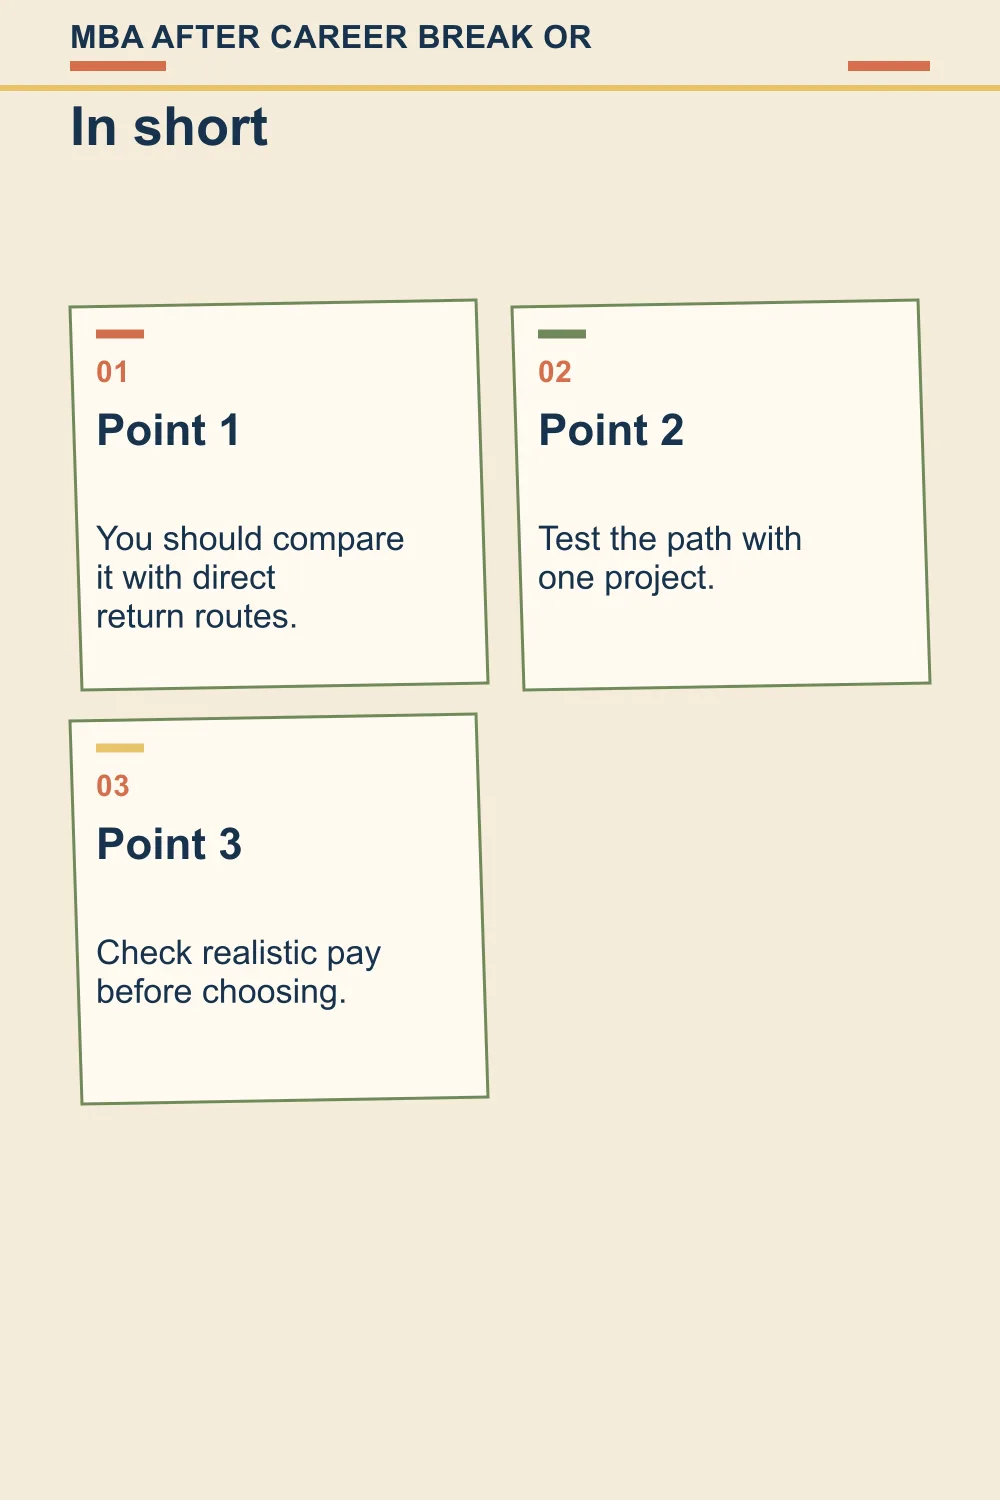 MBA AFTER CAREER BREAK OR
In short
01
Point 1
You should compare
it with direct
return routes.
02
Point 2
Test the path with
one project.
03
Point 3
Check realistic pay
before choosing.